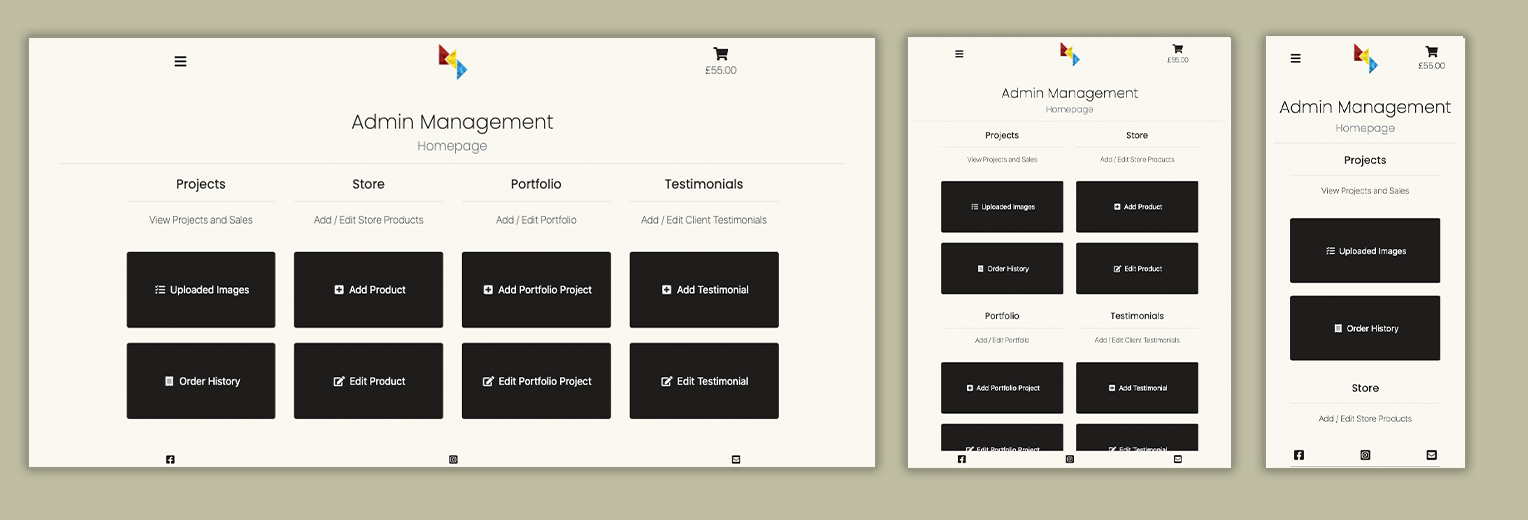 £55.00
Admin Management
Homepage
Projects Store Portfolio Testimonials
View Projects and Sales Add / Edit Store Products Add / Edit Portfolio Add / Edit Client Testimonials
Uploaded Images Add Product Add Portfolio Project Add Testimonial
Order History Edit Product Edit Portfolio Project Edit Testimonial
£55.00
Admin Management
Homepage
Projects Store
View Projects and Sales Add / Edit Store Products
Uploaded Images Add Product
Order History Edit Product
Portfolio Testimonials
Add / Edit Portfolio Add / Edit Client Testimonials
Add Portfolio Project Add Testimonial
Edit Portfolio Project Edit Testimonial
£55.00
Admin Management
Homepage
Projects
View Projects and Sales
Uploaded Images
Order History
Store
Add / Edit Store Products